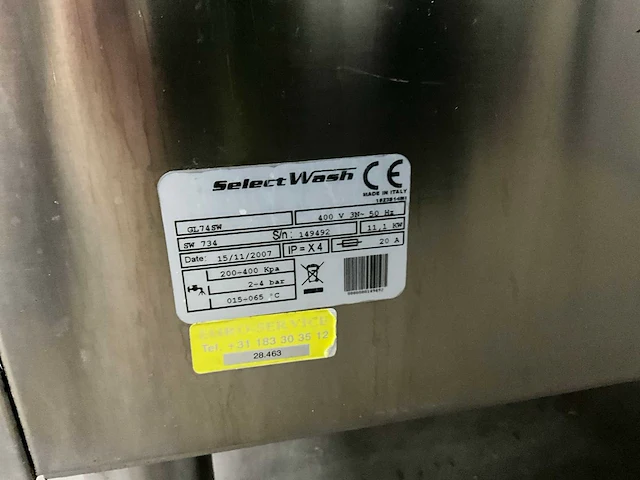 SelectWash CE
MADE IN ITALY
GL74SW 400 V 3N~ 50 Hz
SW 734 S/n: 149492 11,1 KW
Date: 15/11/2007 IP = X 4 20 A
200-400 Kpa
2-4 bar
015-065 °C
SERVICE
Tel. +31 183 30 35 12
28.463